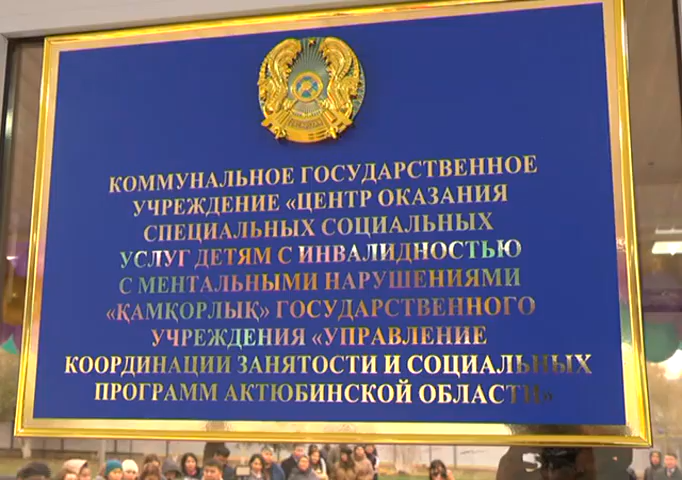 КОММУНАЛЬНОЕ ГОСУДАРСТВЕННОЕ
УЧРЕЖДЕНИЕ «ЦЕНТР ОКАЗАНИЯ
СПЕЦИАЛЬНЫХ СОЦИАЛЬНЫХ
УСЛУГ ДЕТЯМ С ИНВАЛИДНОСТЬЮ
С МЕНТАЛЬНЫМИ НАРУШЕНИЯМИ
«ҚАМҚОРЛЫҚ» ГОСУДАРСТВЕННОГО
УЧРЕЖДЕНИЯ «УПРАВЛЕНИЕ
КООРДИНАЦИИ ЗАНЯТОСТИ И СОЦИАЛЬНЫХ
ПРОГРАММ АКТЮБИНСКОЙ ОБЛАСТИ»